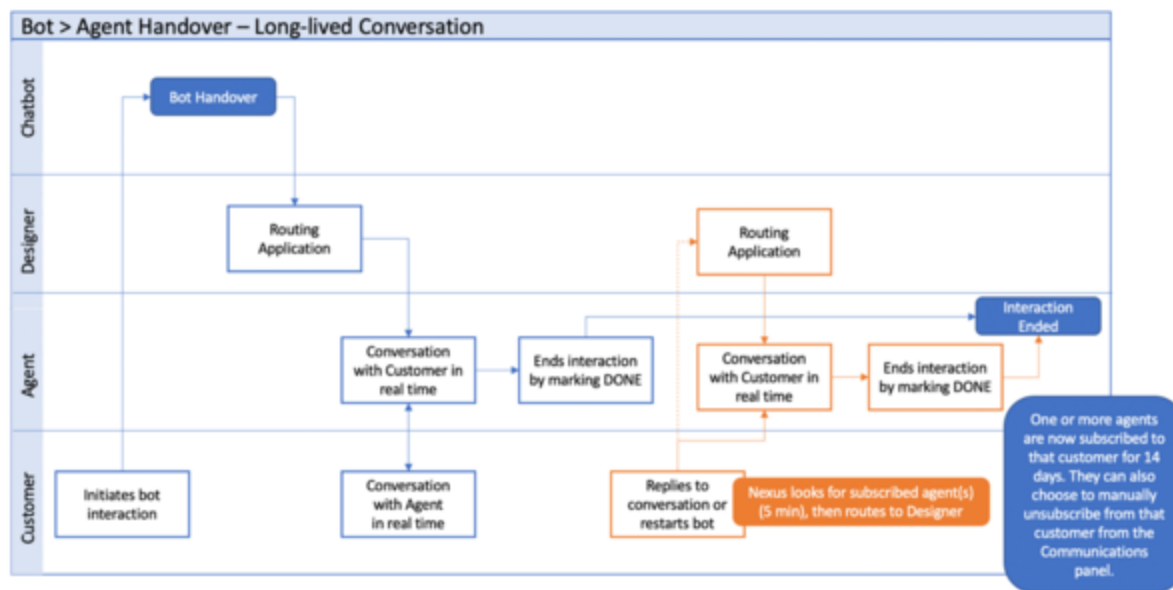 Bot > Agent Handover – Long-lived Conversation
Chatbot
Bot Handover
Designer
Routing
Application
Routing
Application
Agent
Conversation
with Customer in
real time
Ends interaction
by marking DONE
Conversation
with Customer in
real time
Ends interaction
by marking DONE
Interaction
Ended
Customer
Initiates bot
interaction
Conversation
with Agent
in real time
Replies to
conversation or
restarts bot
Nexus looks for subscribed agent(s)
(5 min), then routes to Designer
One or more agents
are now subscribed to
that customer for 14
days. They can also
choose to manually
unsubscribe from that
customer from the
Communications
panel.